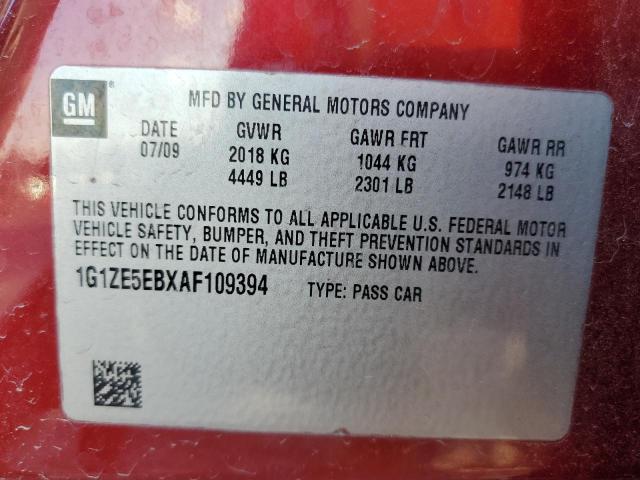 GM
®
MFD BY GENERAL MOTORS COMPANY
DATE GVWR GAWR FRT GAWR RR
07/09 2018 KG 1044 KG 974 KG
4449 LB 2301 LB 2148 LB
THIS VEHICLE CONFORMS TO ALL APPLICABLE U.S. FEDERAL MOTOR
VEHICLE SAFETY, BUMPER, AND THEFT PREVENTION STANDARDS IN
EFFECT ON THE DATE OF MANUFACTURE SHOWN ABOVE.
1G1ZE5EBXAF109394 TYPE: PASS CAR